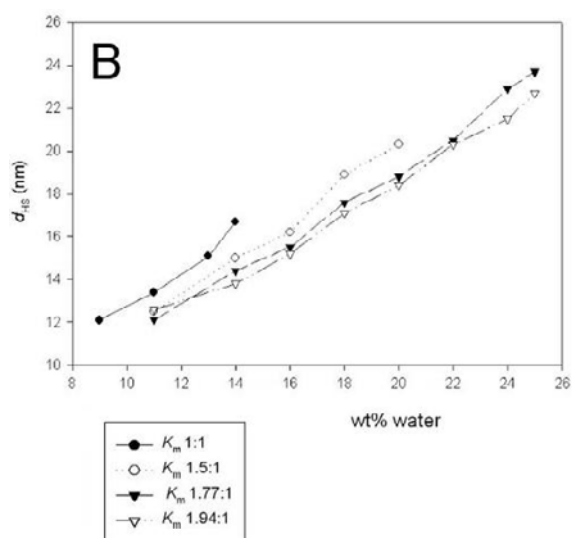 B
26
24
22
20
18
16
14
12
10
d_HS (nm)
8 10 12 14 16 18 20 22 24 26
wt% water
K_m 1:1
K_m 1.5:1
K_m 1.77:1
K_m 1.94:1